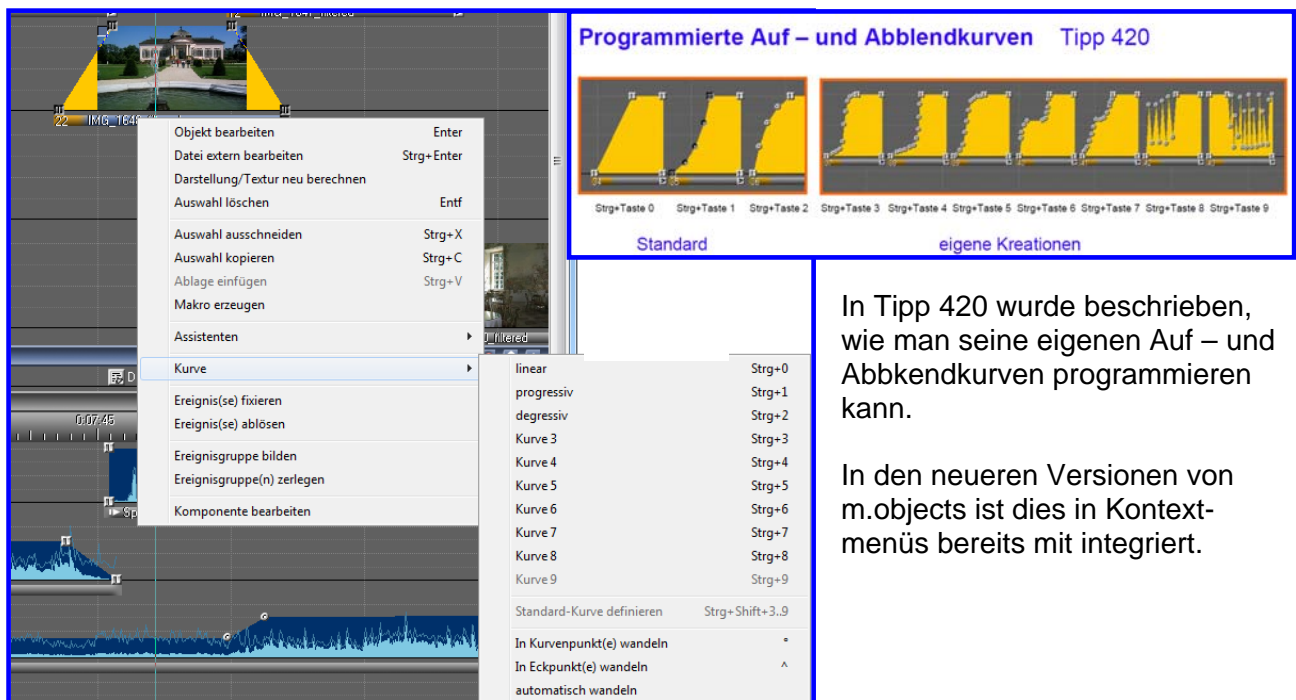 12 IMG_1647_filtered
22 IMG_1648
Objekt bearbeiten Enter
Datei extern bearbeiten Strg+Enter
Darstellung/Textur neu berechnen
Auswahl löschen Entf
Auswahl ausschneiden Strg+X
Auswahl kopieren Strg+C
Ablage einfügen Strg+V
Makro erzeugen
Assistenten
Kurve
Ereignis(se) fixieren
Ereignis(se) ablösen
Ereignisgruppe bilden
Ereignisgruppe(n) zerlegen
Komponente bearbeiten
linear Strg+0
progressiv Strg+1
degressiv Strg+2
Kurve 3 Strg+3
Kurve 4 Strg+4
Kurve 5 Strg+5
Kurve 6 Strg+6
Kurve 7 Strg+7
Kurve 8 Strg+8
Kurve 9 Strg+9
Standard-Kurve definieren Strg+Shift+3..9
In Kurvenpunkt(e) wandeln °
In Eckpunkt(e) wandeln ^
automatisch wandeln
0:07:45
Programmierte Auf – und Abblendkurven Tipp 420
Strg+Taste 0 Strg+Taste 1 Strg+Taste 2 Strg+Taste 3 Strg+Taste 4 Strg+Taste 5 Strg+Taste 6 Strg+Taste 7 Strg+Taste 8 Strg+Taste 9
Standard eigene Kreationen
In Tipp 420 wurde beschrieben,
wie man seine eigenen Auf – und
Abbkendkurven programmieren
kann.
In den neueren Versionen von
m.objects ist dies in Kontext-
menüs bereits mit integriert.